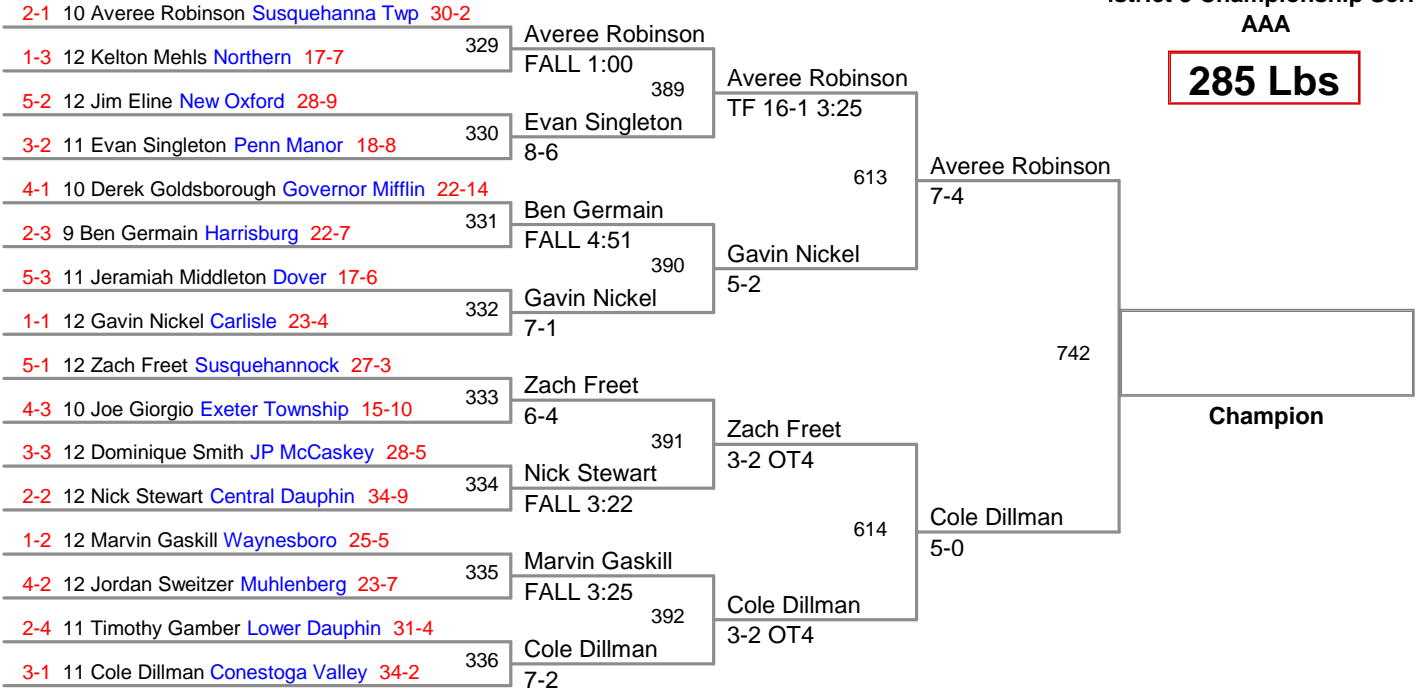 AAA
285 Lbs
2-1 10 Averee Robinson Susquehanna Twp 30-2
1-3 12 Kelton Mehls Northern 17-7
5-2 12 Jim Eline New Oxford 28-9
3-2 11 Evan Singleton Penn Manor 18-8
4-1 10 Derek Goldsborough Governor Mifflin 22-14
2-3 9 Ben Germain Harrisburg 22-7
5-3 11 Jeramiah Middleton Dover 17-6
1-1 12 Gavin Nickel Carlisle 23-4
5-1 12 Zach Freet Susquehannock 27-3
4-3 10 Joe Giorgio Exeter Township 15-10
3-3 12 Dominique Smith JP McCaskey 28-5
2-2 12 Nick Stewart Central Dauphin 34-9
1-2 12 Marvin Gaskill Waynesboro 25-5
4-2 12 Jordan Sweitzer Muhlenberg 23-7
2-4 11 Timothy Gamber Lower Dauphin 31-4
3-1 11 Cole Dillman Conestoga Valley 34-2
329
330
331
332
333
334
335
336
Averee Robinson
FALL 1:00
Evan Singleton
8-6
Ben Germain
FALL 4:51
Gavin Nickel
7-1
Zach Freet
6-4
Nick Stewart
FALL 3:22
Marvin Gaskill
FALL 3:25
Cole Dillman
7-2
389
390
391
392
Averee Robinson
TF 16-1 3:25
Gavin Nickel
5-2
Zach Freet
3-2 OT4
Cole Dillman
3-2 OT4
613
614
Averee Robinson
7-4
Cole Dillman
5-0
742
Champion